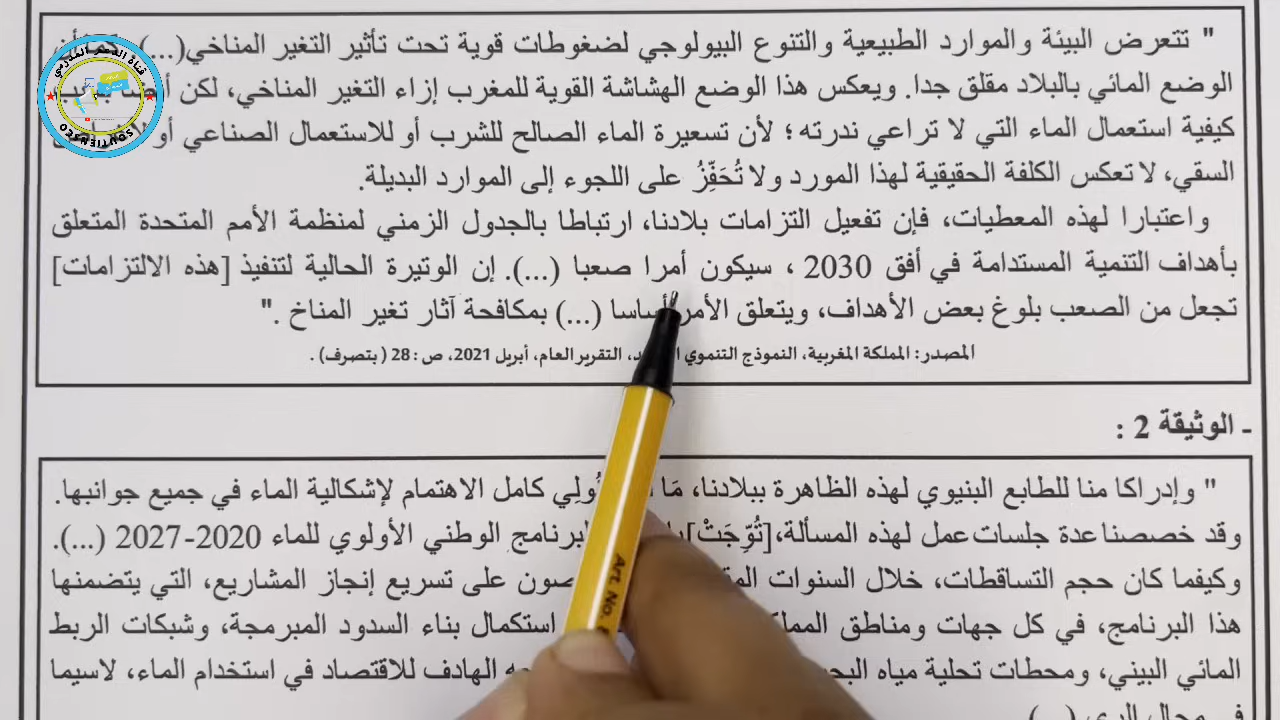 " تتعرض البيئة والموارد الطبيعية والتنوع البيولوجي لضغوطات قوية تحت تأثير التغير المناخي(...)
الوضع المائي بالبلاد مقلق جدا. ويعكس هذا الوضع الهشاشة القوية للمغرب إزاء التغير المناخي، لكن
كيفية استعمال الماء التي لا تراعي ندرته ؛ لأن تسعيرة الماء الصالح للشرب أو للاستعمال الصناعي أو
السقي، لا تعكس الكلفة الحقيقية لهذا المورد ولا تُحَفِّزُ على اللجوء إلى الموارد البديلة.
واعتبارا لهذه المعطيات، فإن تفعيل التزامات بلادنا، ارتباطا بالجدول الزمني لمنظمة الأمم المتحدة المتعلق
بأهداف التنمية المستدامة في أفق 2030 ، سيكون أمرا صعبا (...). إن الوتيرة الحالية لتنفيذ [هذه الالتزامات]
تجعل من الصعب بلوغ بعض الأهداف، ويتعلق الأمر أساسا (...) بمكافحة آثار تغير المناخ ."
المصدر: المملكة المغربية، النموذج التنموي التقرير العام، أبريل 2021، ص : 28 ( بتصرف) .
- الوثيقة 2 :
" وإدراكا منا للطابع البنيوي لهذه الظاهرة ببلادنا، مَا كامل الاهتمام لإشكالية الماء في جميع جوانبها.
وقد خصصنا عدة جلسات عمل لهذه المسألة،[تُوِّجَتْ] الوطني الأولوي للماء 2020-2027 (...).
وكيفما كان حجم التساقطات، خلال السنوات على تسريع إنجاز المشاريع، التي يتضمنها
هذا البرنامج، في كل جهات ومناطق استكمال بناء السدود المبرمجة، وشبكات الربط
المائي البيني، ومحطات تحلية مياه الهادف للاقتصاد في استخدام الماء، لاسيما
في مجال الري (...)